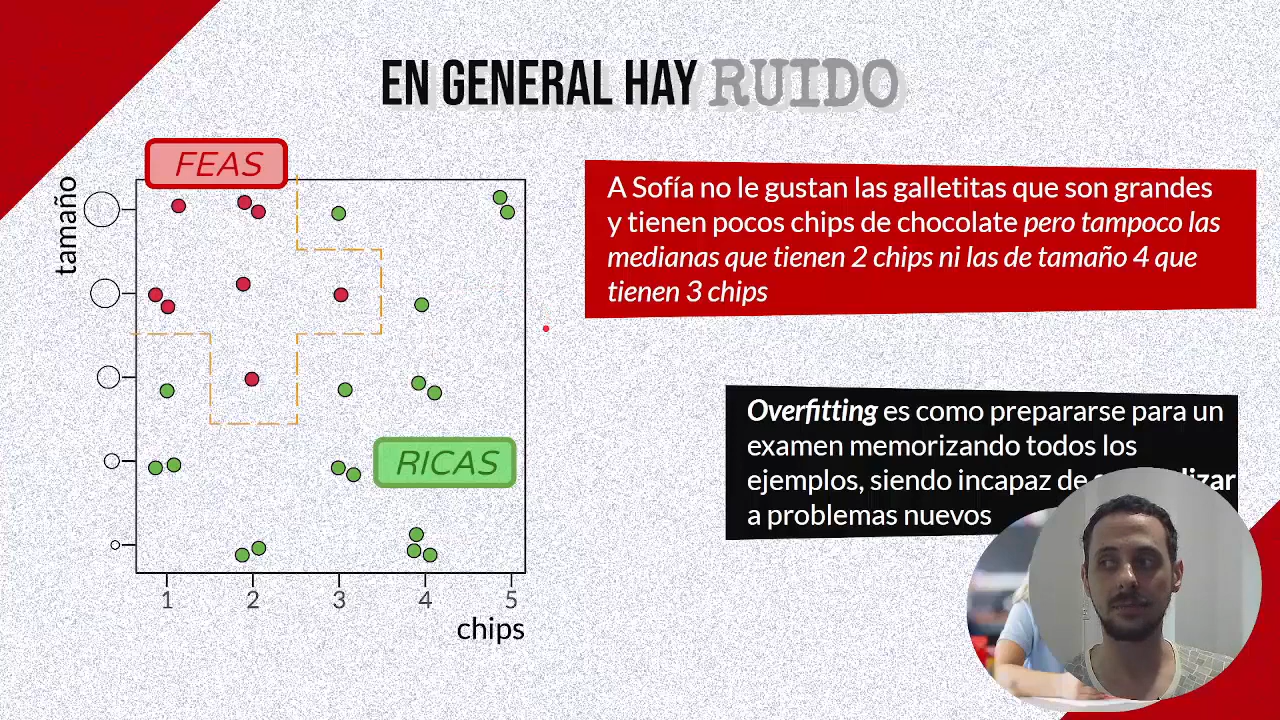 EN GENERAL HAY RUIDO
FEAS
tamaño
A Sofía no le gustan las galletitas que son grandes
y tienen pocos chips de chocolate pero tampoco las
medianas que tienen 2 chips ni las de tamaño 4 que
tienen 3 chips
Overfitting es como prepararse para un
examen memorizando todos los
ejemplos, siendo incapaz de
a problemas nuevos
RICAS
1 2 3 4 5
chips